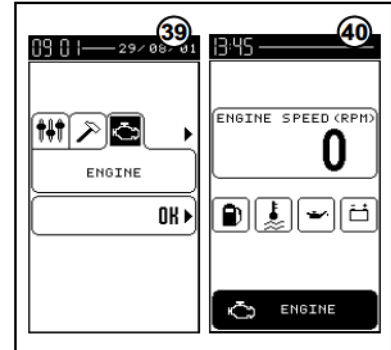 39
09 01 29/08/01
ENGINE
OK
40
13:45
ENGINE SPEED (RPM)
0
ENGINE